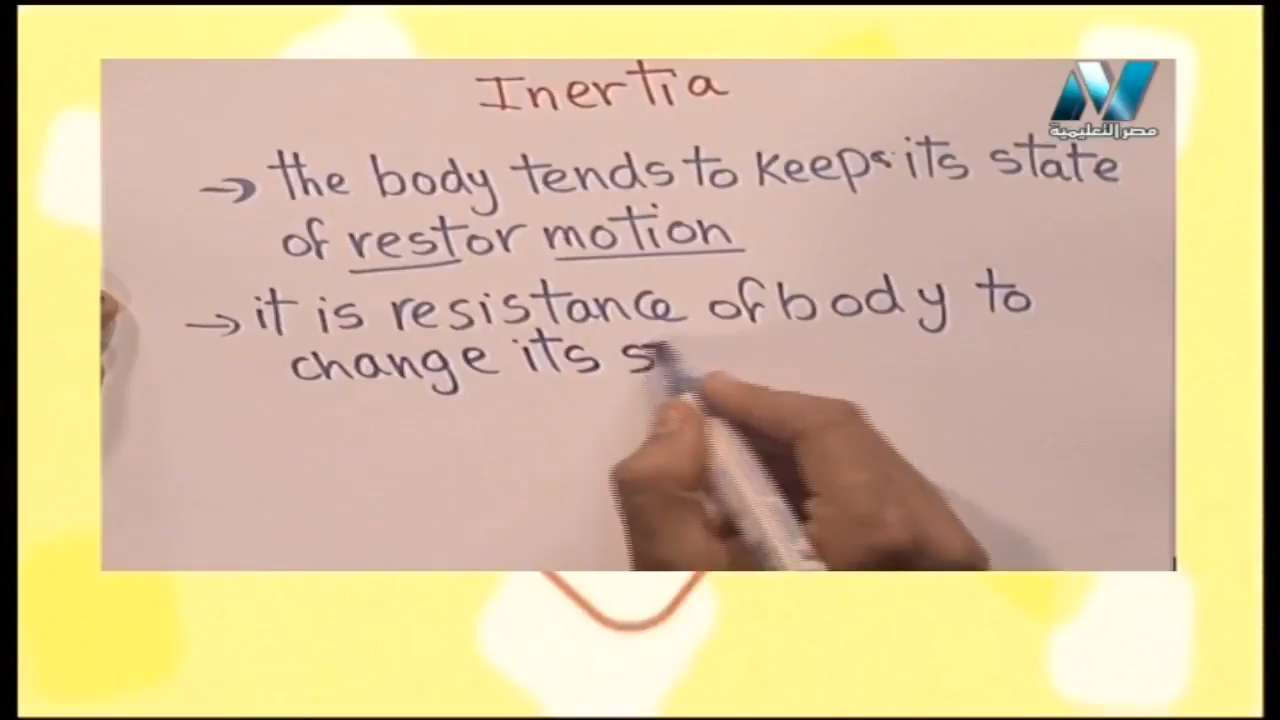 Inertia
مصر التعليمية
→ the body tends to keeps its state
of rest or motion
→ it is resistance of body to
change its s